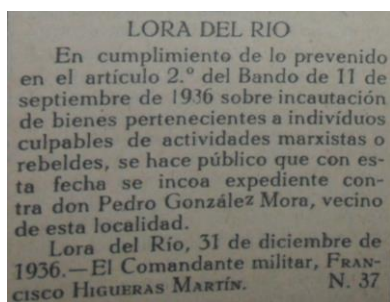 LORA DEL RIO
En cumplimiento de lo prevenido
en el artículo 2.º del Bando de 11 de
septiembre de 1936 sobre incautación
de bienes pertenecientes a indivíduos
culpables de actividades marxistas o
rebeldes, se hace público que con es-
ta fecha se incoa expediente con-
tra don Pedro González Mora, vecino
de esta localidad.
Lora del Río, 31 de diciembre de
1936.—El Comandante militar, FRAN-
CISCO HIGUERAS MARTÍN. N. 37